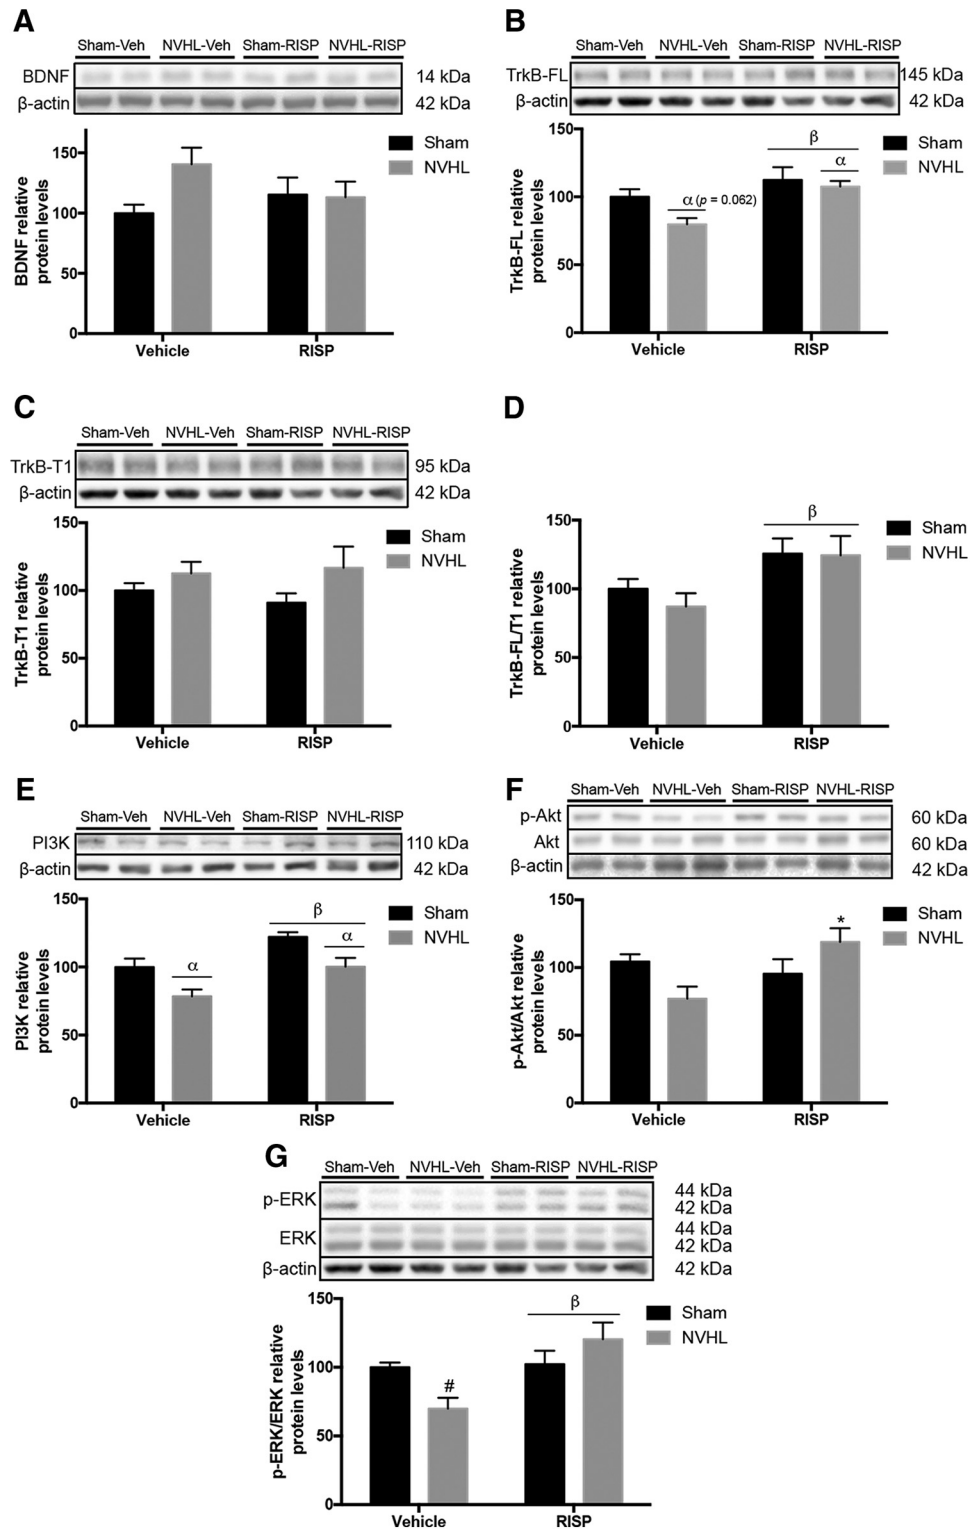 A
Sham-Veh NVHL-Veh Sham-RISP NVHL-RISP
BDNF 14 kDa
β-actin 42 kDa
Sham
NVHL
150
100
50
0
BDNF relative
protein levels
Vehicle RISP
B
Sham-Veh NVHL-Veh Sham-RISP NVHL-RISP
TrkB-FL 145 kDa
β-actin 42 kDa
Sham
NVHL
150
100
50
0
TrkB-FL relative
protein levels
β
α
α (p = 0.062)
Vehicle RISP
C
Sham-Veh NVHL-Veh Sham-RISP NVHL-RISP
TrkB-T1 95 kDa
β-actin 42 kDa
Sham
NVHL
150
100
50
0
TrkB-T1 relative
protein levels
Vehicle RISP
D
Sham
NVHL
150
100
50
0
TrkB-FL/T1 relative
protein levels
β
Vehicle RISP
E
Sham-Veh NVHL-Veh Sham-RISP NVHL-RISP
PI3K 110 kDa
β-actin 42 kDa
Sham
NVHL
150
100
50
0
PI3K relative
protein levels
β
α
α
Vehicle RISP
F
Sham-Veh NVHL-Veh Sham-RISP NVHL-RISP
p-Akt 60 kDa
Akt 60 kDa
β-actin 42 kDa
Sham
NVHL
150
100
50
0
p-Akt/Akt relative
protein levels
*
Vehicle RISP
G
Sham-Veh NVHL-Veh Sham-RISP NVHL-RISP
p-ERK 44 kDa
42 kDa
ERK 44 kDa
42 kDa
β-actin 42 kDa
Sham
NVHL
150
100
50
0
p-ERK/ERK relative
protein levels
β
#
Vehicle RISP